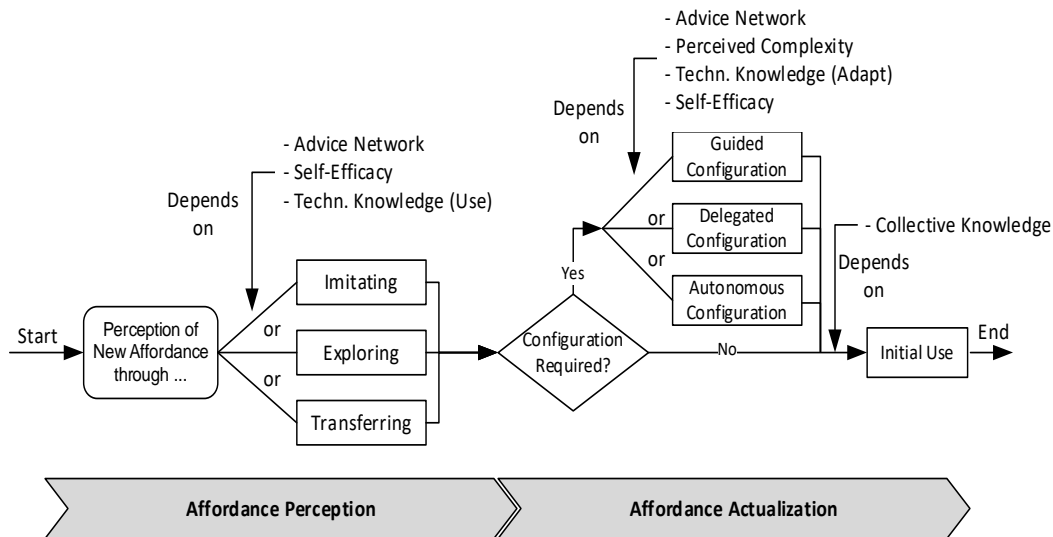 Start
Perception of
New Affordance
through ...
Depends
on
- Advice Network
- Self-Efficacy
- Techn. Knowledge (Use)
or
or
Imitating
Exploring
Transferring
Configuration
Required?
Yes
No
Depends
on
- Advice Network
- Perceived Complexity
- Techn. Knowledge (Adapt)
- Self-Efficacy
or
or
Guided
Configuration
Delegated
Configuration
Autonomous
Configuration
- Collective Knowledge
Depends
on
Initial Use
End
Affordance Perception
Affordance Actualization